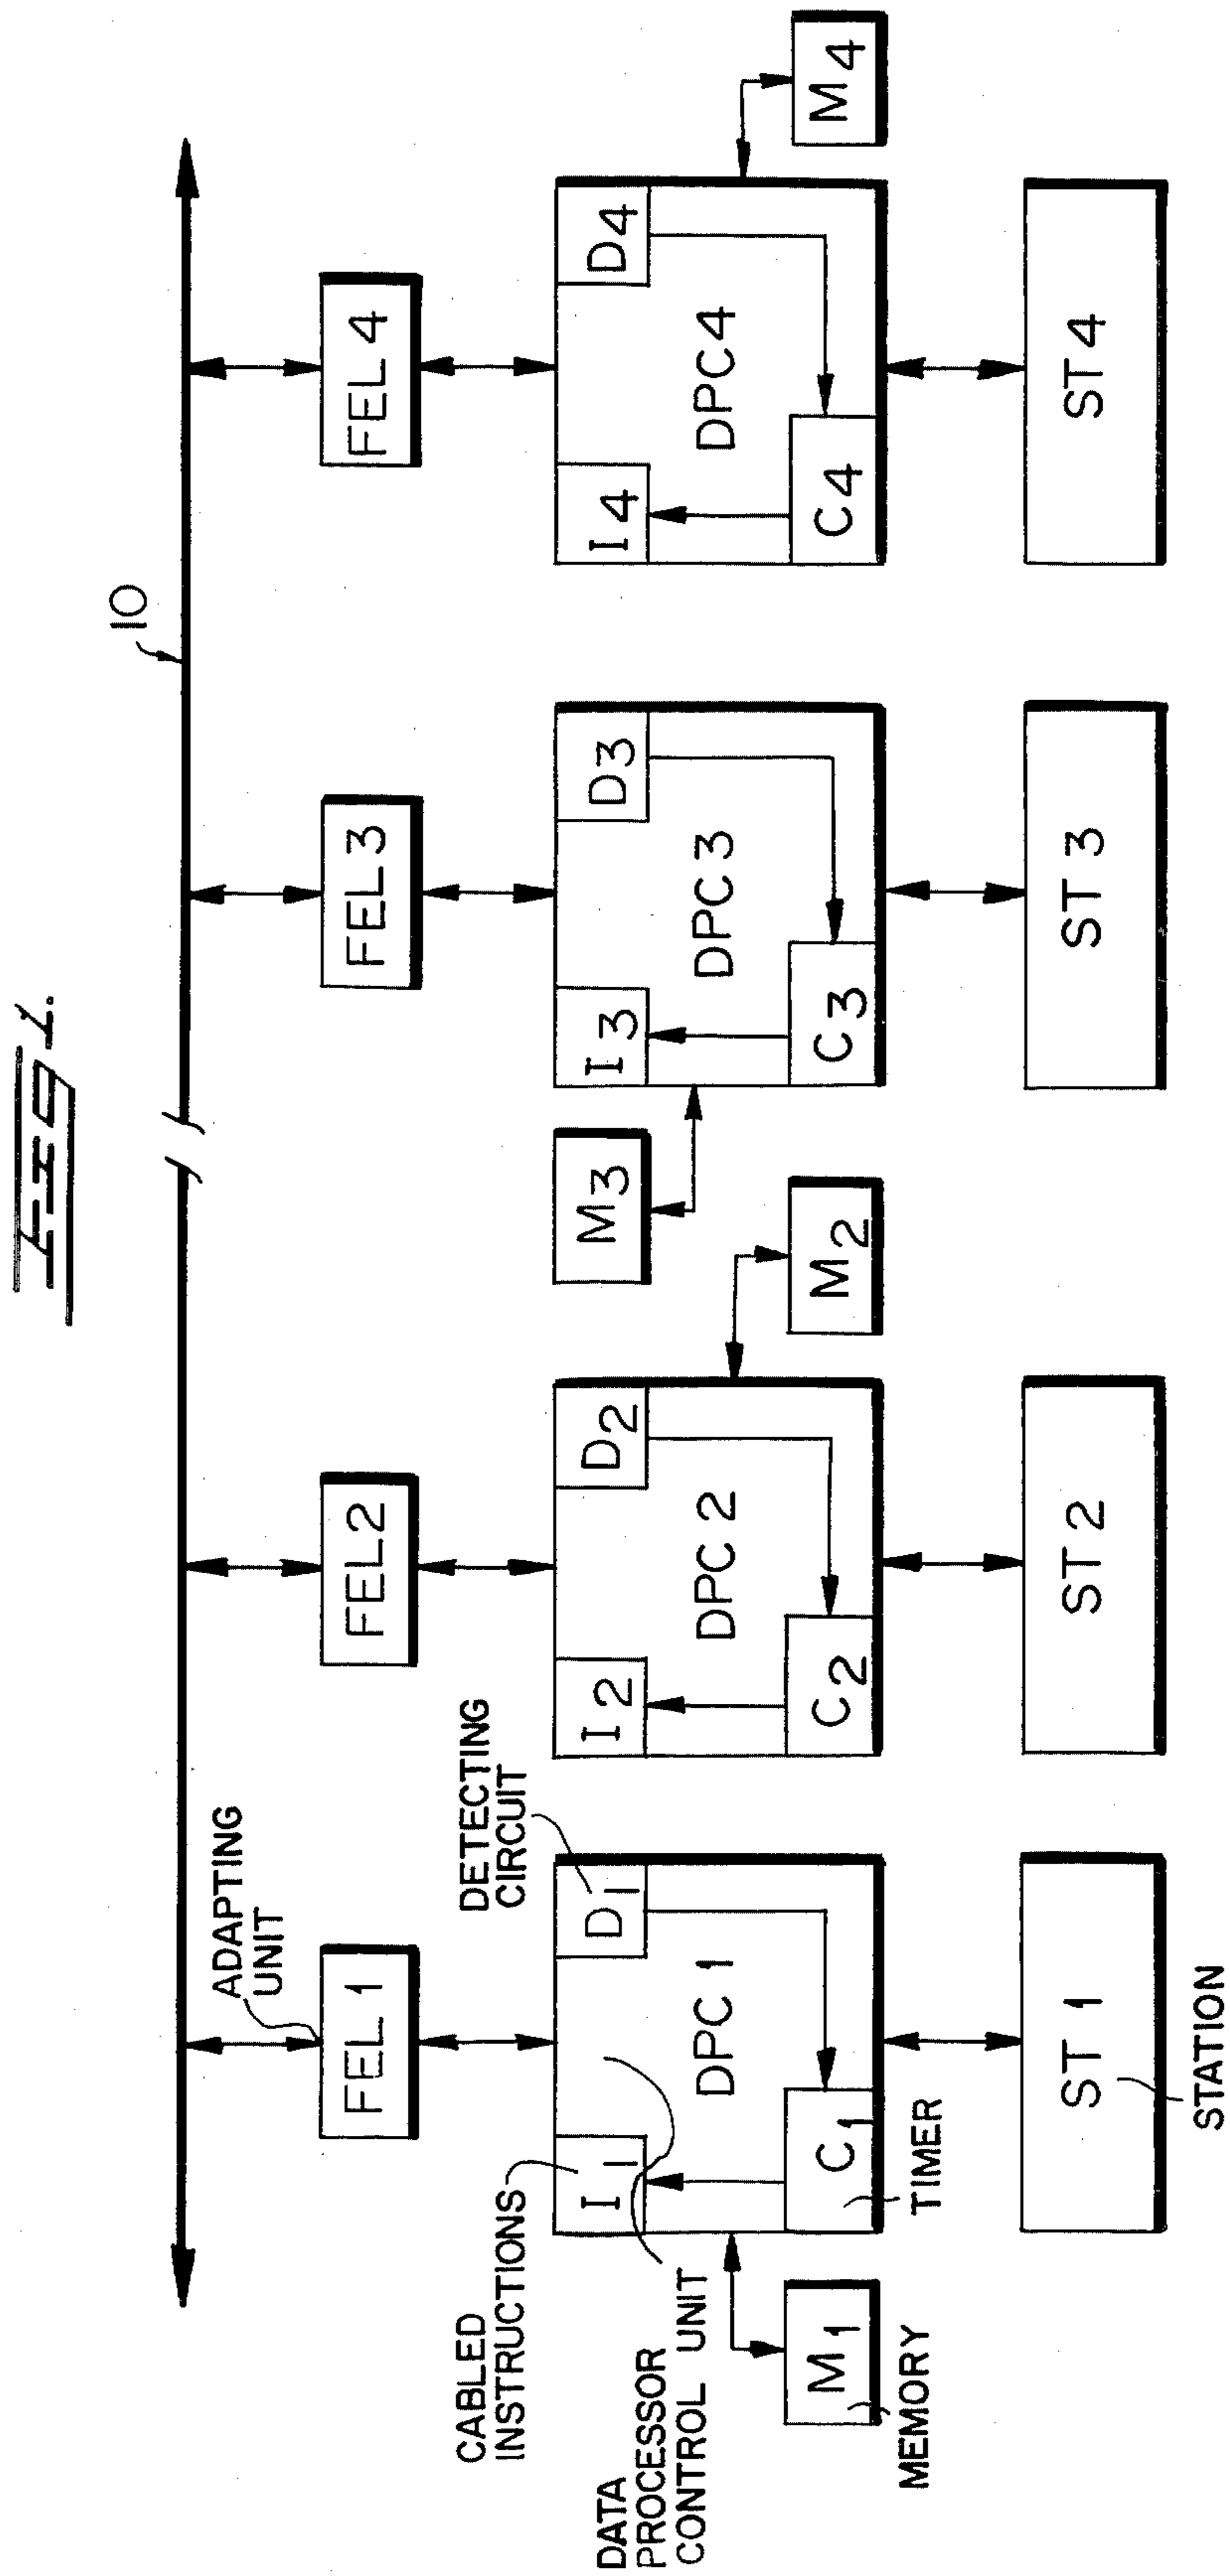 FIG 1.
10
ADAPTING
UNIT
FEL 1
FEL 2
FEL 3
FEL 4
CABLED
INSTRUCTIONS
DETECTING
CIRCUIT
I1
D1
I2
D2
M3
I3
D3
I4
D4
DATA
PROCESSOR
CONTROL UNIT
DPC 1
DPC 2
DPC 3
DPC 4
M1
C1
C2
M2
C3
C4
M4
MEMORY
TIMER
ST 1
ST 2
ST 3
ST 4
STATION